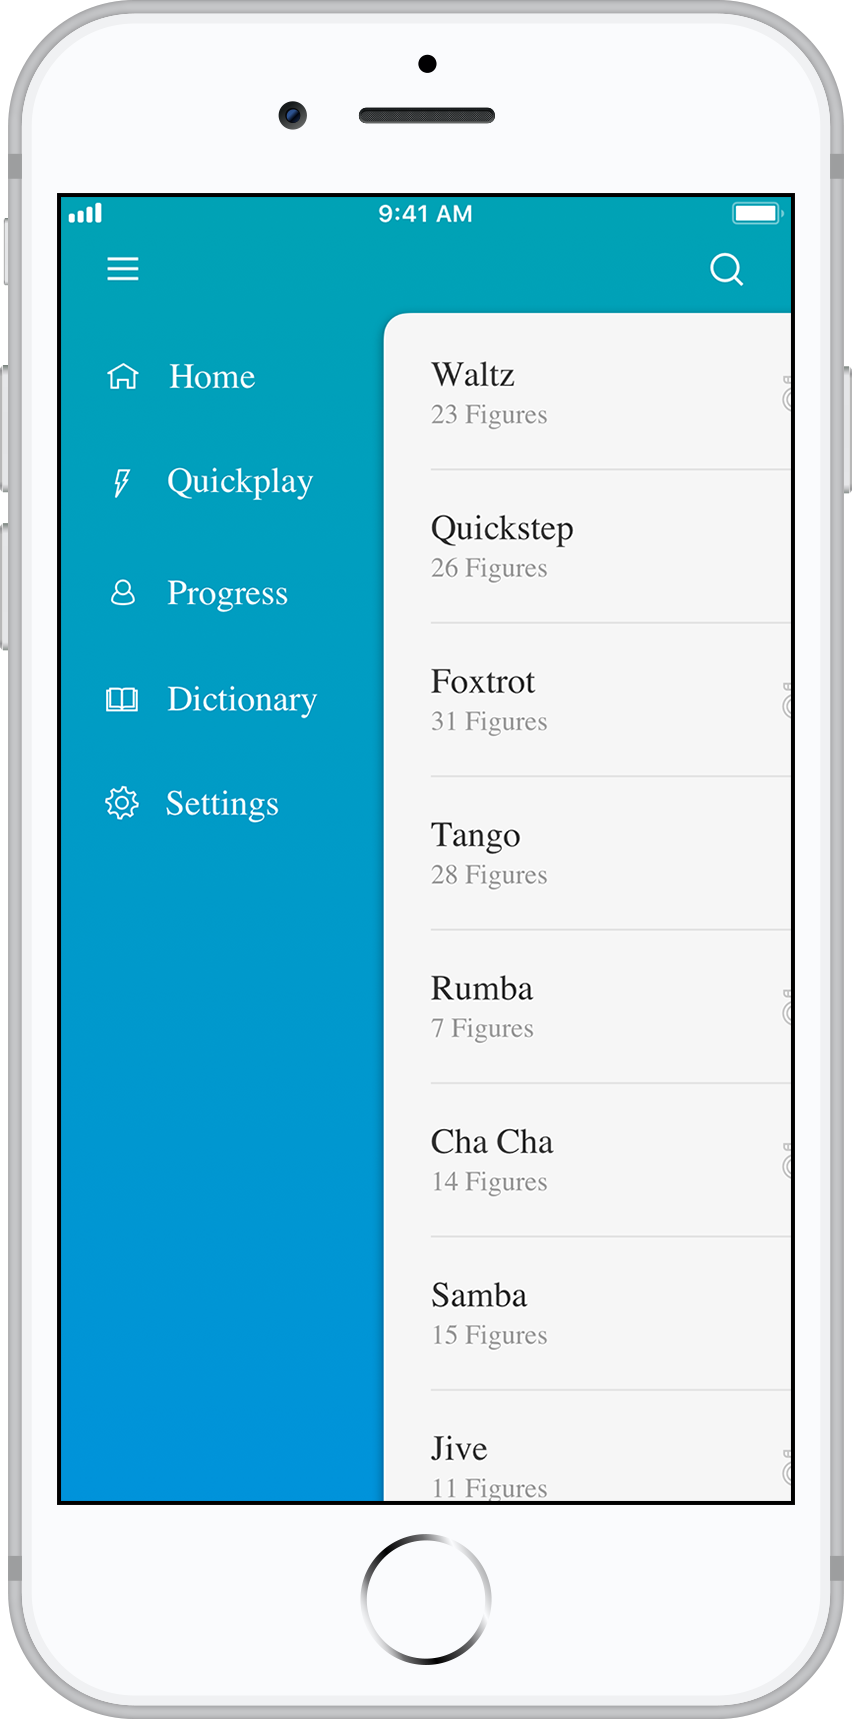 9:41 AM
Home
Quickplay
Progress
Dictionary
Settings
Waltz
23 Figures
Quickstep
26 Figures
Foxtrot
31 Figures
Tango
28 Figures
Rumba
7 Figures
Cha Cha
14 Figures
Samba
15 Figures
Jive
11 Figures